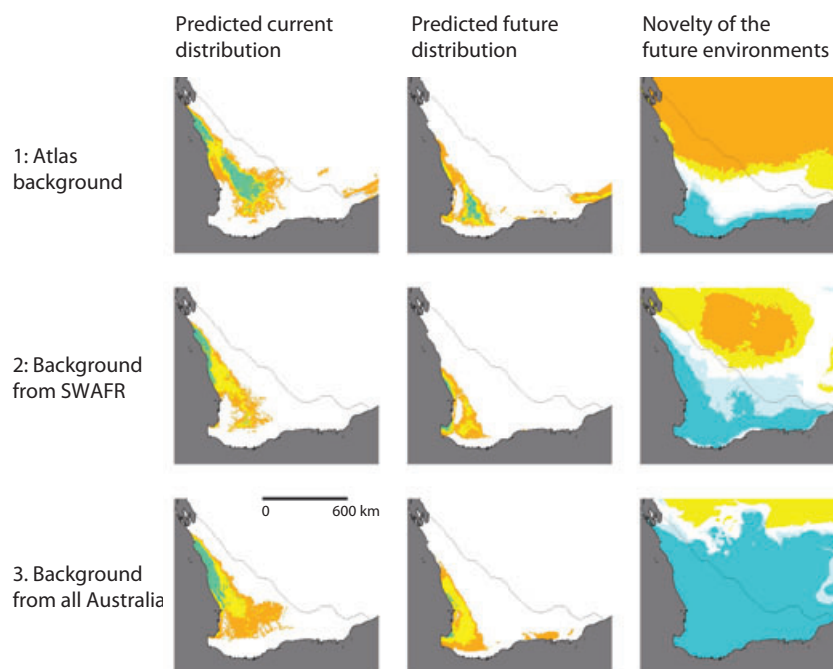 Predicted current
distribution
Predicted future
distribution
Novelty of the
future environments
1: Atlas
background
2: Background
from SWAFR
3. Background
from all Australia
0 600 km